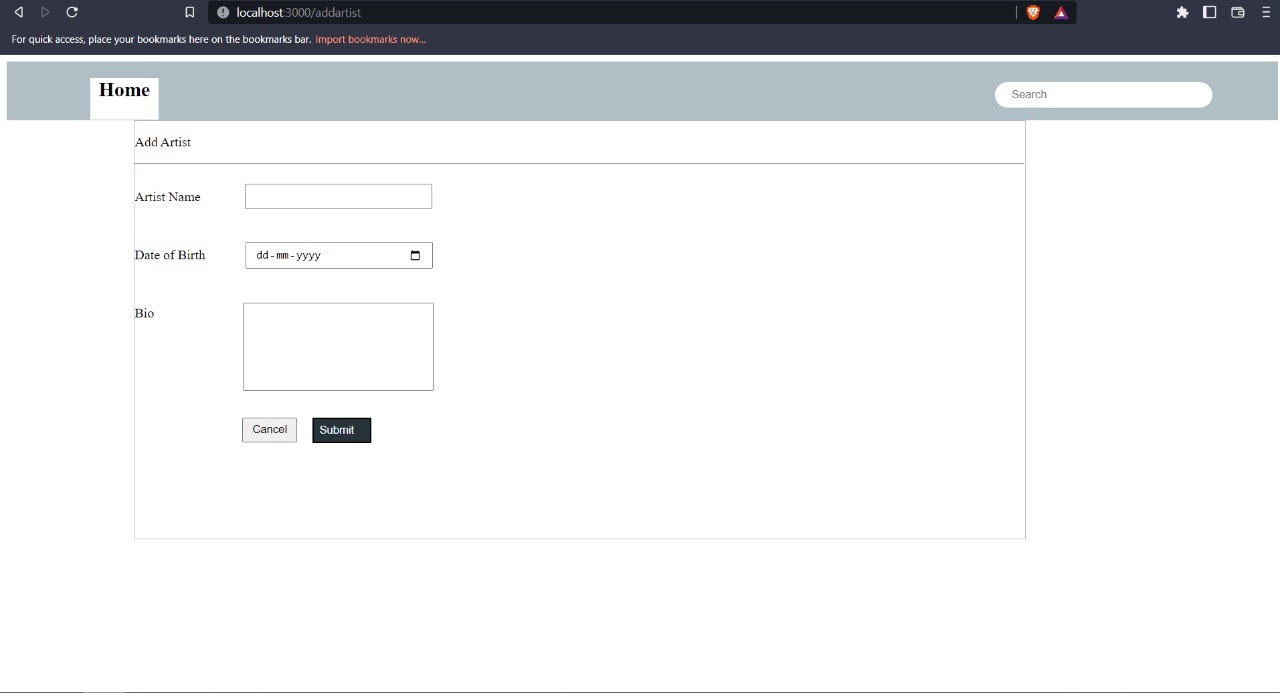 localhost:3000/addartist
For quick access, place your bookmarks here on the bookmarks bar. Import bookmarks now...
Home
Search
Add Artist
Artist Name
Date of Birth
dd-mm-yyyy
Bio
Cancel
Submit